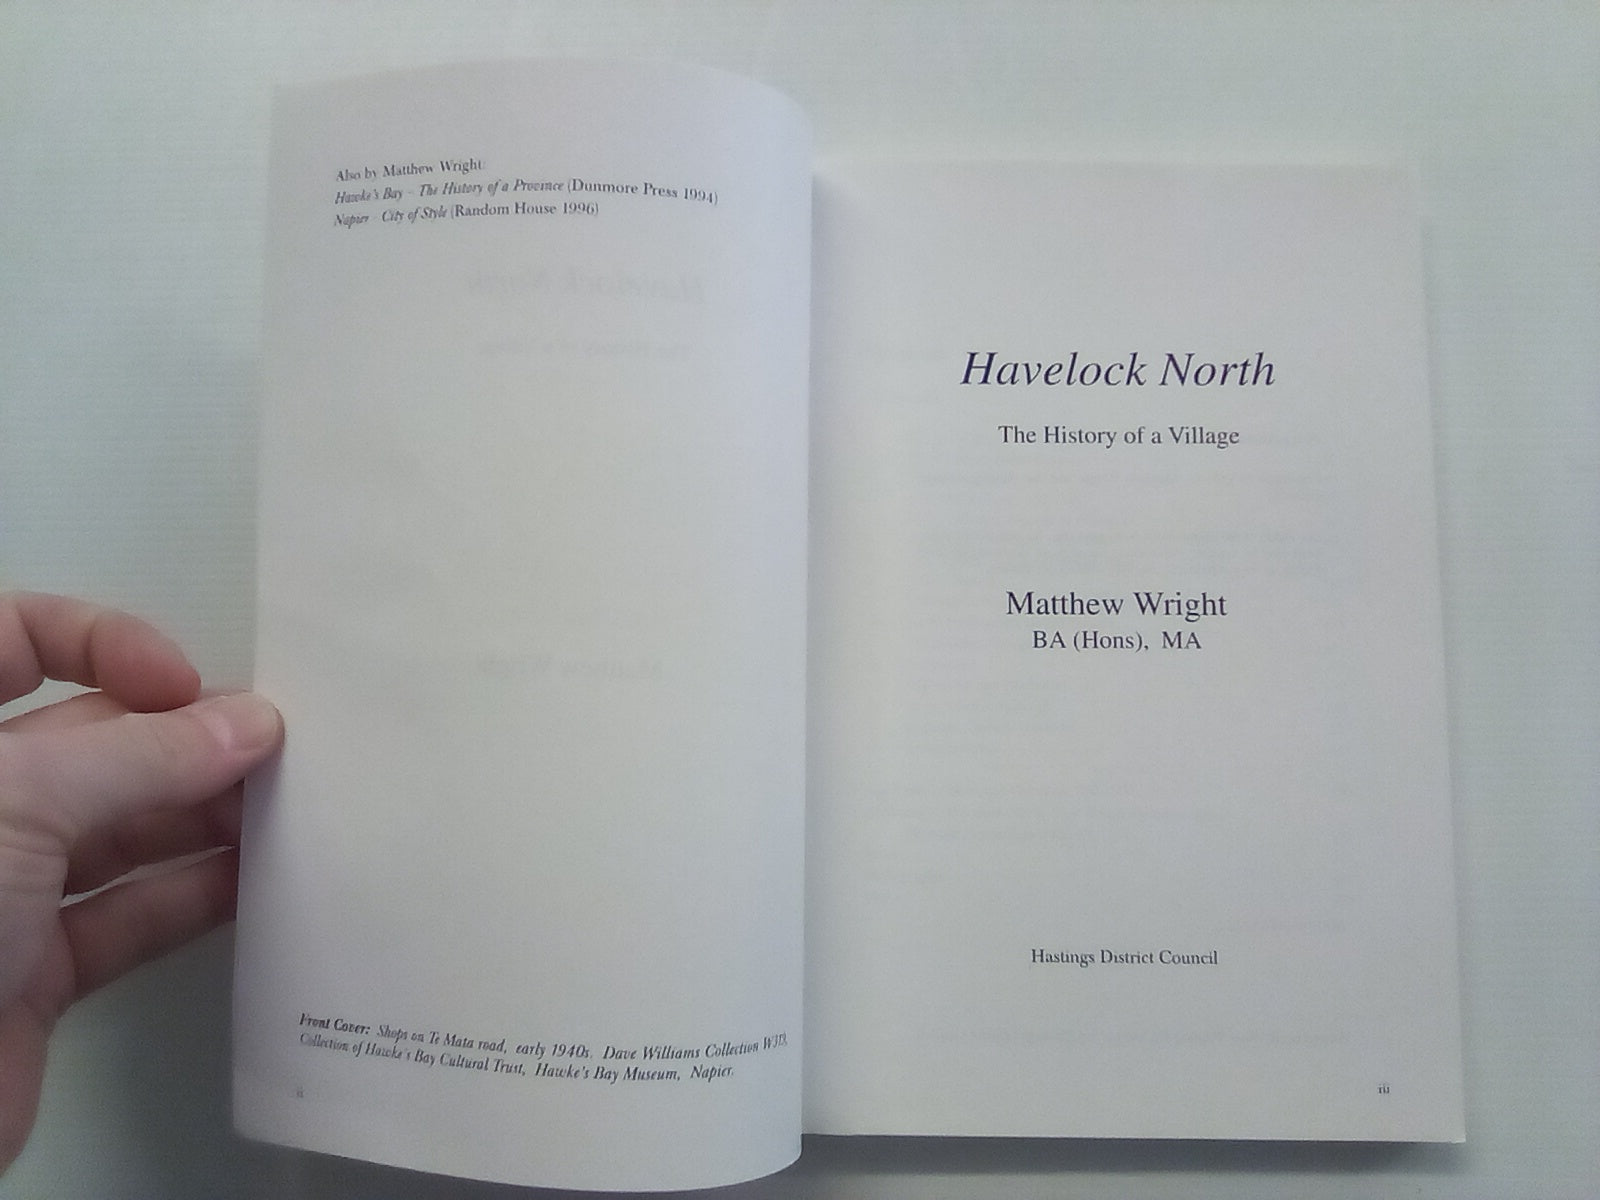 Also by Matthew Wright:
Hawke's Bay – The History of a Province (Dunmore Press 1994)
Napier – City of Style (Random House 1996)
Front Cover: Shops on Te Mata road, early 1940s. Dave Williams Collection W313,
Collection of Hawke's Bay Cultural Trust, Hawke's Bay Museum, Napier.
ii
Havelock North
The History of a Village
Matthew Wright
BA (Hons), MA
Hastings District Council
iii